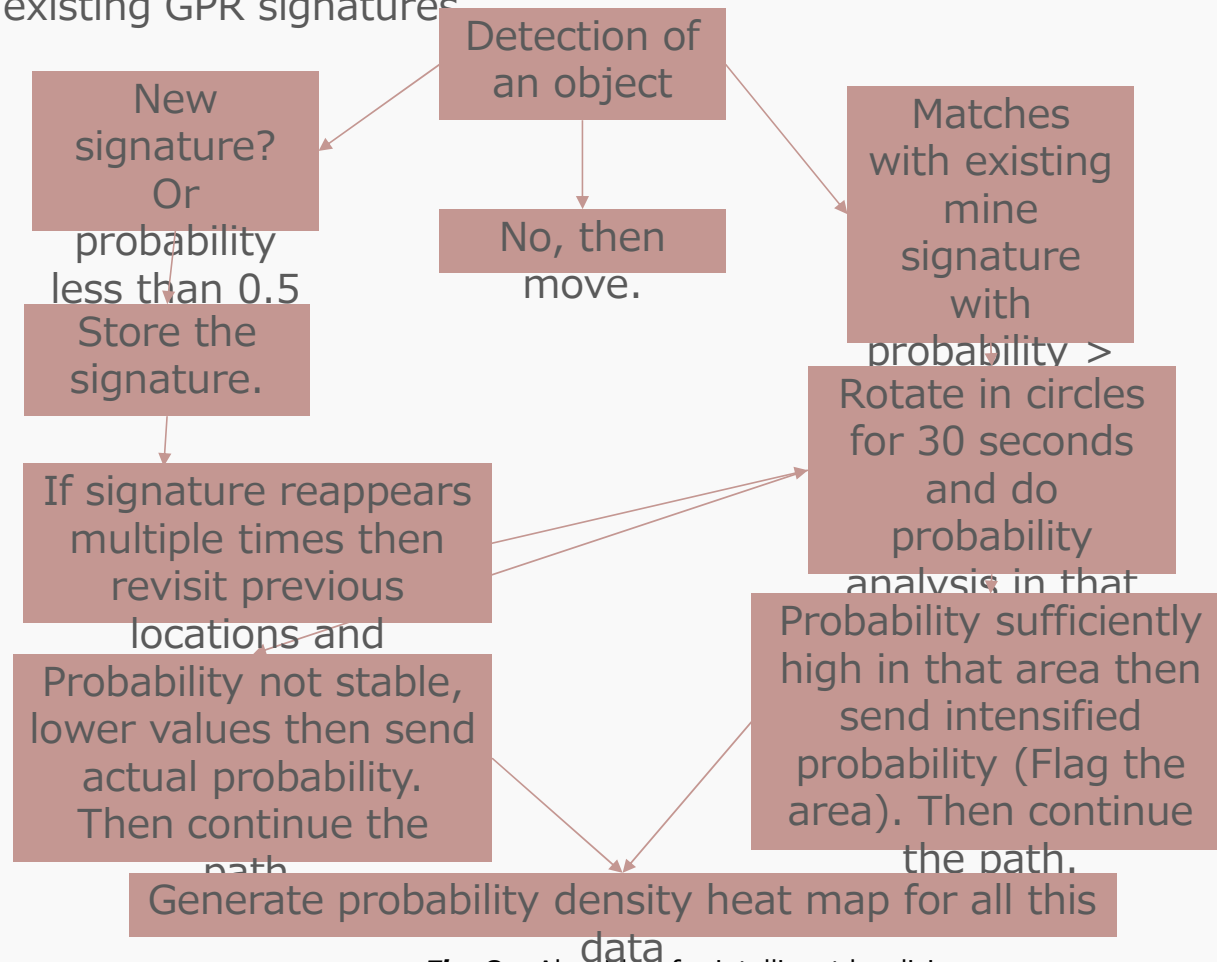 existing GPR signatures
Detection of
an object
New
signature?
Or
probability
less than 0.5
No, then
move.
Matches
with existing
mine
signature
with
probability >
Store the
signature.
Rotate in circles
for 30 seconds
and do
probability
analysis in that
If signature reappears
multiple times then
revisit previous
locations and
Probability not stable,
lower values then send
actual probability.
Then continue the
path
Probability sufficiently
high in that area then
send intensified
probability (Flag the
area). Then continue
the path.
Generate probability density heat map for all this
data